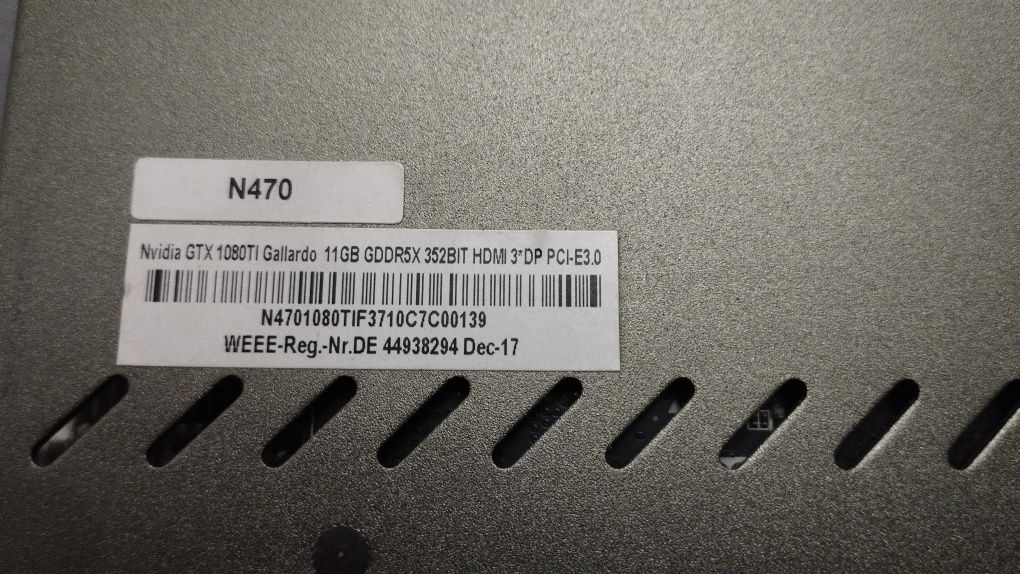 N470
Nvidia GTX 1080TI Gallardo 11GB GDDR5X 352BIT HDMI 3*DP PCI-E3.0
N4701080TIF3710C7C00139
WEEE-Reg.-Nr.DE 44938294 Dec-17